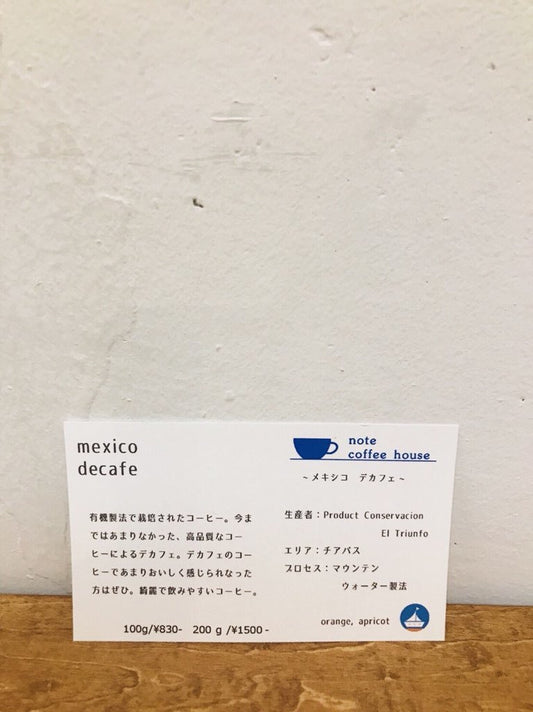 mexico
decafe
note
coffee house
~メキシコ デカフェ~
有機製法で栽培されたコーヒー。今ま
ではあまりなかった、高品質なコー
ヒーによるデカフェ。デカフェのコー
ヒーであまりおいしく感じられなった
方はぜひ。綺麗で飲みやすいコーヒー。
100g/¥830- 200 g /¥1500-
生産者：Product Conservacion
El Triunfo
エリア：チアパス
プロセス：マウンテン
ウォーター製法
orange, apricot